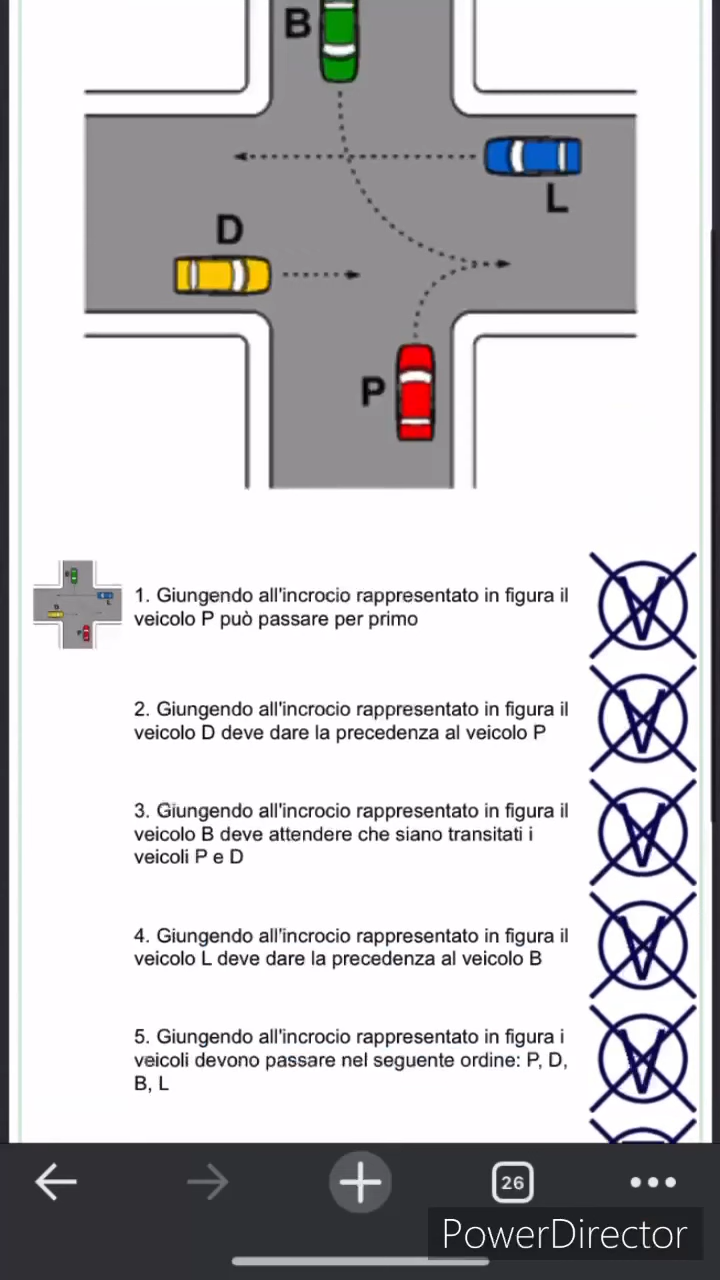 B
L
D
P
1. Giungendo all'incrocio rappresentato in figura il
veicolo P può passare per primo
V
2. Giungendo all'incrocio rappresentato in figura il
veicolo D deve dare la precedenza al veicolo P
V
3. Giungendo all'incrocio rappresentato in figura il
veicolo B deve attendere che siano transitati i
veicoli P e D
V
4. Giungendo all'incrocio rappresentato in figura il
veicolo L deve dare la precedenza al veicolo B
V
5. Giungendo all'incrocio rappresentato in figura i
veicoli devono passare nel seguente ordine: P, D,
B, L
V
26
PowerDirector